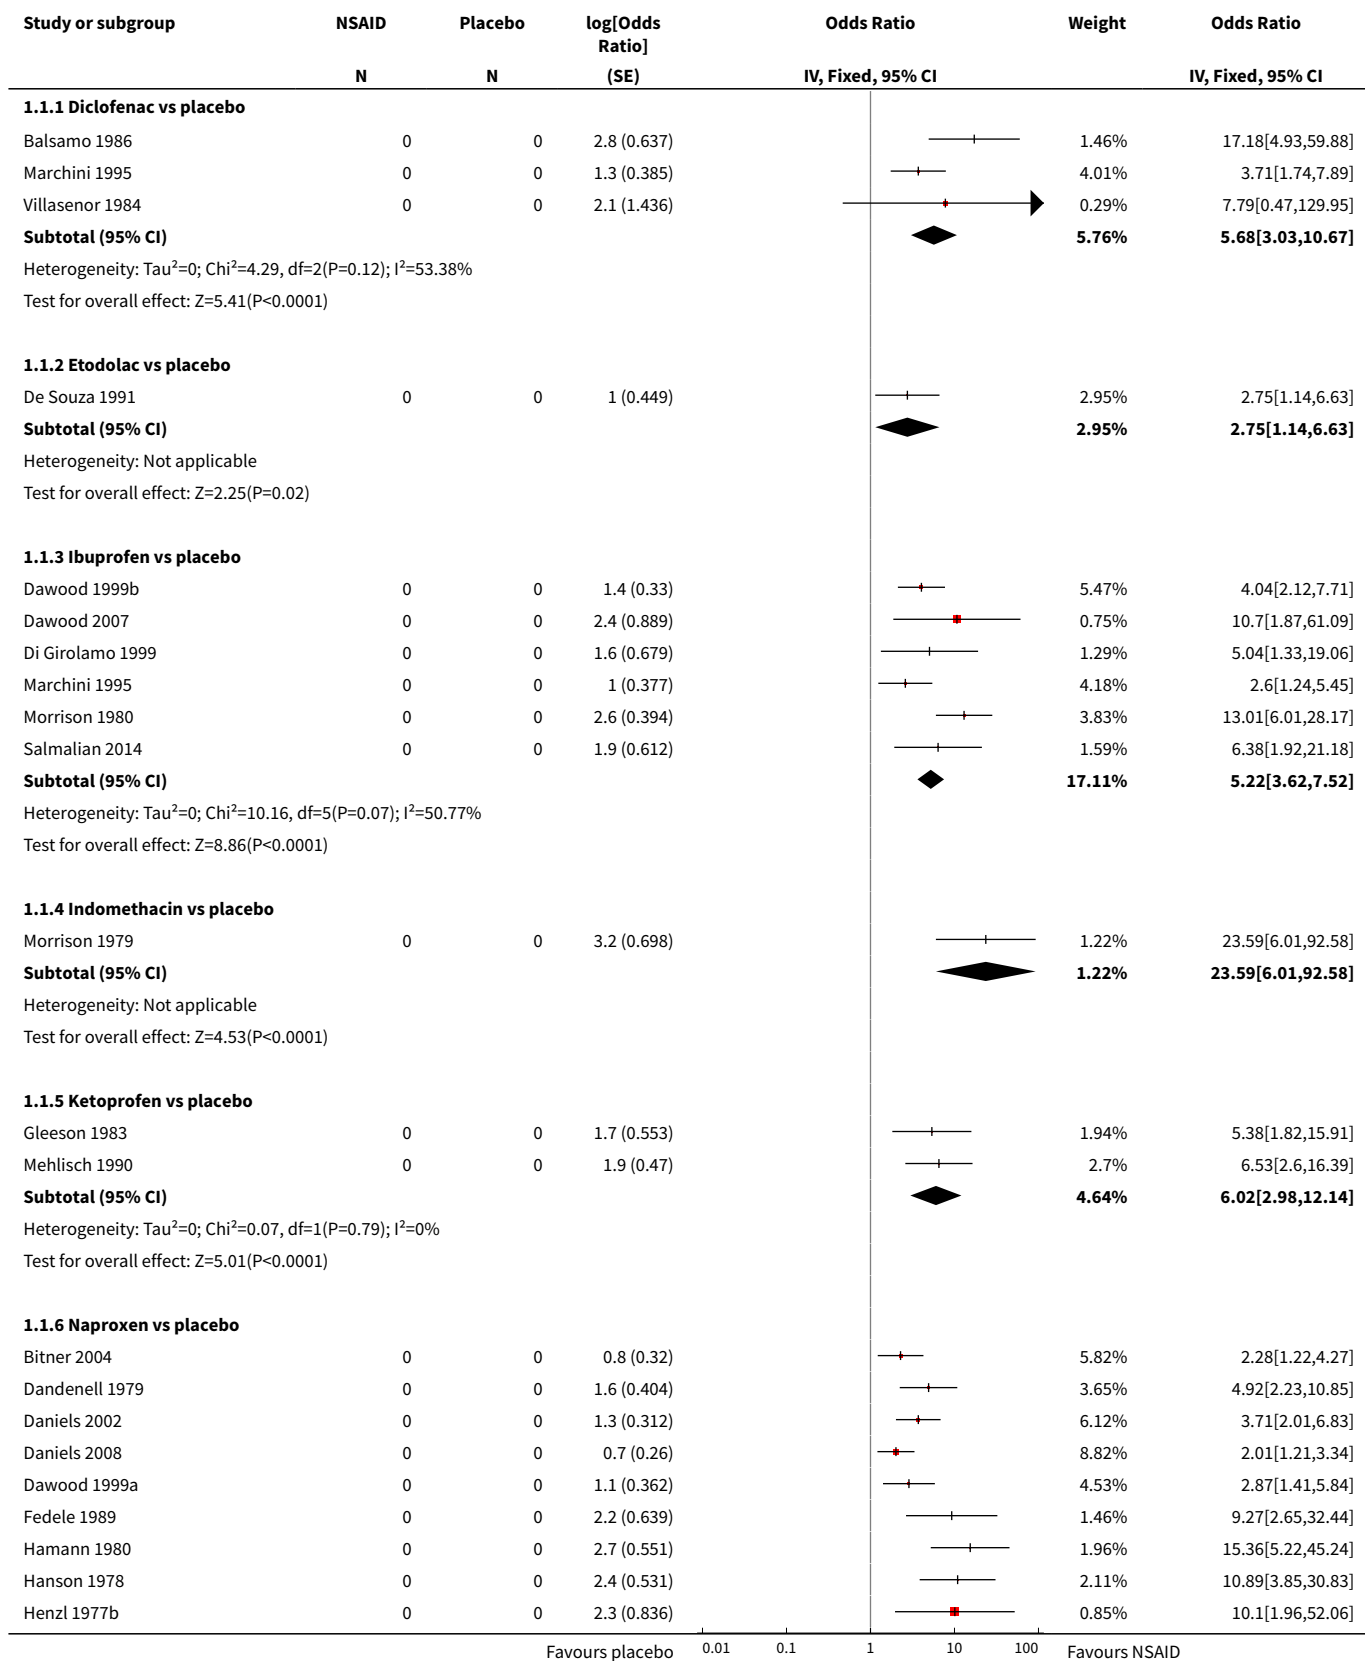 Study or subgroup NSAID Placebo log[Odds Odds Ratio Weight Odds Ratio
Ratio]
N N (SE) IV, Fixed, 95% CI IV, Fixed, 95% CI
1.1.1 Diclofenac vs placebo
Balsamo 1986 0 0 2.8 (0.637) 1.46% 17.18[4.93,59.88]
Marchini 1995 0 0 1.3 (0.385) 4.01% 3.71[1.74,7.89]
Villasenor 1984 0 0 2.1 (1.436) 0.29% 7.79[0.47,129.95]
Subtotal (95% CI) 5.76% 5.68[3.03,10.67]
Heterogeneity: Tau²=0; Chi²=4.29, df=2(P=0.12); I²=53.38%
Test for overall effect: Z=5.41(P<0.0001)
1.1.2 Etodolac vs placebo
De Souza 1991 0 0 1 (0.449) 2.95% 2.75[1.14,6.63]
Subtotal (95% CI) 2.95% 2.75[1.14,6.63]
Heterogeneity: Not applicable
Test for overall effect: Z=2.25(P=0.02)
1.1.3 Ibuprofen vs placebo
Dawood 1999b 0 0 1.4 (0.33) 5.47% 4.04[2.12,7.71]
Dawood 2007 0 0 2.4 (0.889) 0.75% 10.7[1.87,61.09]
Di Girolamo 1999 0 0 1.6 (0.679) 1.29% 5.04[1.33,19.06]
Marchini 1995 0 0 1 (0.377) 4.18% 2.6[1.24,5.45]
Morrison 1980 0 0 2.6 (0.394) 3.83% 13.01[6.01,28.17]
Salmalian 2014 0 0 1.9 (0.612) 1.59% 6.38[1.92,21.18]
Subtotal (95% CI) 17.11% 5.22[3.62,7.52]
Heterogeneity: Tau²=0; Chi²=10.16, df=5(P=0.07); I²=50.77%
Test for overall effect: Z=8.86(P<0.0001)
1.1.4 Indomethacin vs placebo
Morrison 1979 0 0 3.2 (0.698) 1.22% 23.59[6.01,92.58]
Subtotal (95% CI) 1.22% 23.59[6.01,92.58]
Heterogeneity: Not applicable
Test for overall effect: Z=4.53(P<0.0001)
1.1.5 Ketoprofen vs placebo
Gleeson 1983 0 0 1.7 (0.553) 1.94% 5.38[1.82,15.91]
Mehlisch 1990 0 0 1.9 (0.47) 2.7% 6.53[2.6,16.39]
Subtotal (95% CI) 4.64% 6.02[2.98,12.14]
Heterogeneity: Tau²=0; Chi²=0.07, df=1(P=0.79); I²=0%
Test for overall effect: Z=5.01(P<0.0001)
1.1.6 Naproxen vs placebo
Bitner 2004 0 0 0.8 (0.32) 5.82% 2.28[1.22,4.27]
Dandenell 1979 0 0 1.6 (0.404) 3.65% 4.92[2.23,10.85]
Daniels 2002 0 0 1.3 (0.312) 6.12% 3.71[2.01,6.83]
Daniels 2008 0 0 0.7 (0.26) 8.82% 2.01[1.21,3.34]
Dawood 1999a 0 0 1.1 (0.362) 4.53% 2.87[1.41,5.84]
Fedele 1989 0 0 2.2 (0.639) 1.46% 9.27[2.65,32.44]
Hamann 1980 0 0 2.7 (0.551) 1.96% 15.36[5.22,45.24]
Hanson 1978 0 0 2.4 (0.531) 2.11% 10.89[3.85,30.83]
Henzl 1977b 0 0 2.3 (0.836) 0.85% 10.1[1.96,52.06]
Favours placebo 0.01 0.1 1 10 100 Favours NSAID